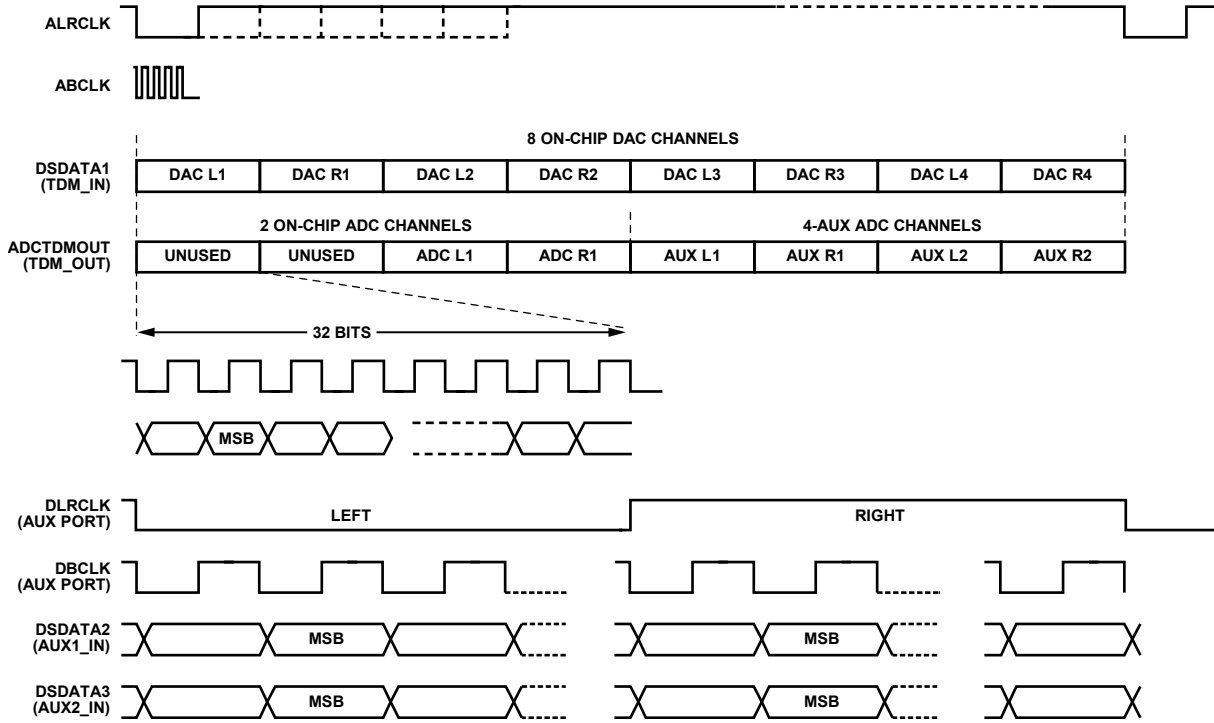 ALRCLK
ABCLK
8 ON-CHIP DAC CHANNELS
DSDATA1
(TDM_IN)
DAC L1 DAC R1 DAC L2 DAC R2 DAC L3 DAC R3 DAC L4 DAC R4
2 ON-CHIP ADC CHANNELS 4-AUX ADC CHANNELS
ADCTDMOUT
(TDM_OUT)
UNUSED UNUSED ADC L1 ADC R1 AUX L1 AUX R1 AUX L2 AUX R2
32 BITS
MSB
DLRCLK
(AUX PORT)
LEFT RIGHT
DBCLK
(AUX PORT)
DSDATA2
(AUX1_IN)
MSB MSB
DSDATA3
(AUX2_IN)
MSB MSB